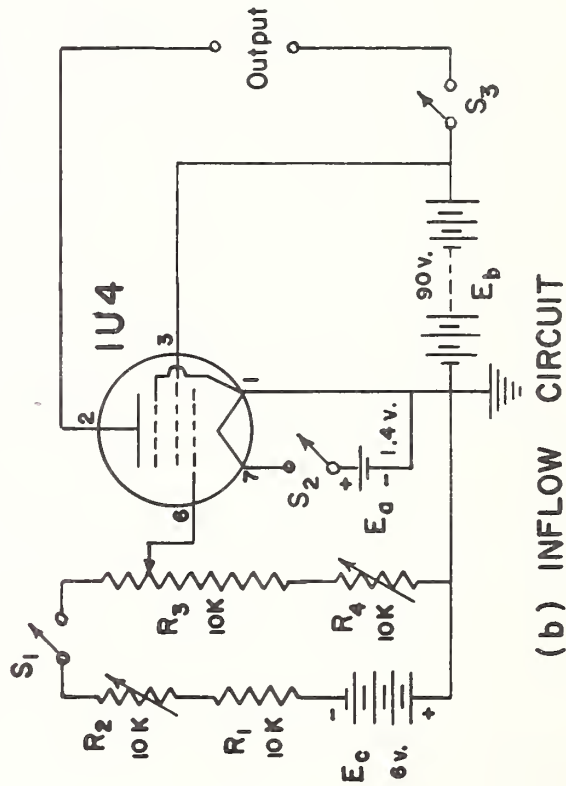 1U4
2
3
6
7
1
S1
R2
10K
R1
10K
Ec
6v.
-
+
R3
10K
R4
10K
S2
+
-
Ea
1.4v.
90v.
Eb
S3
Output
(b) INFLOW CIRCUIT